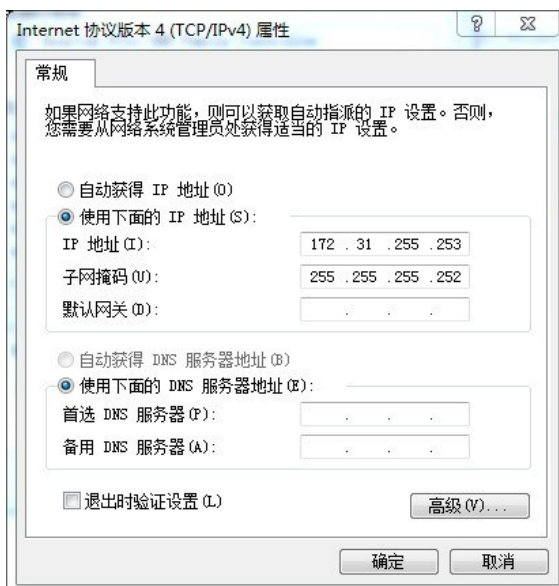 Internet 协议版本 4 (TCP/IPv4) 属性
常规
如果网络支持此功能，则可以获取自动指派的 IP 设置。否则，
您需要从网络系统管理员处获得适当的 IP 设置。
自动获得 IP 地址(O)
使用下面的 IP 地址(S):
IP 地址(I): 172 . 31 .255 .253
子网掩码(U): 255 .255 .255 .252
默认网关(D): . . .
自动获得 DNS 服务器地址(B)
使用下面的 DNS 服务器地址(E):
首选 DNS 服务器(P): . . .
备用 DNS 服务器(A): . . .
退出时验证设置(L)
高级(V)...
确定 取消